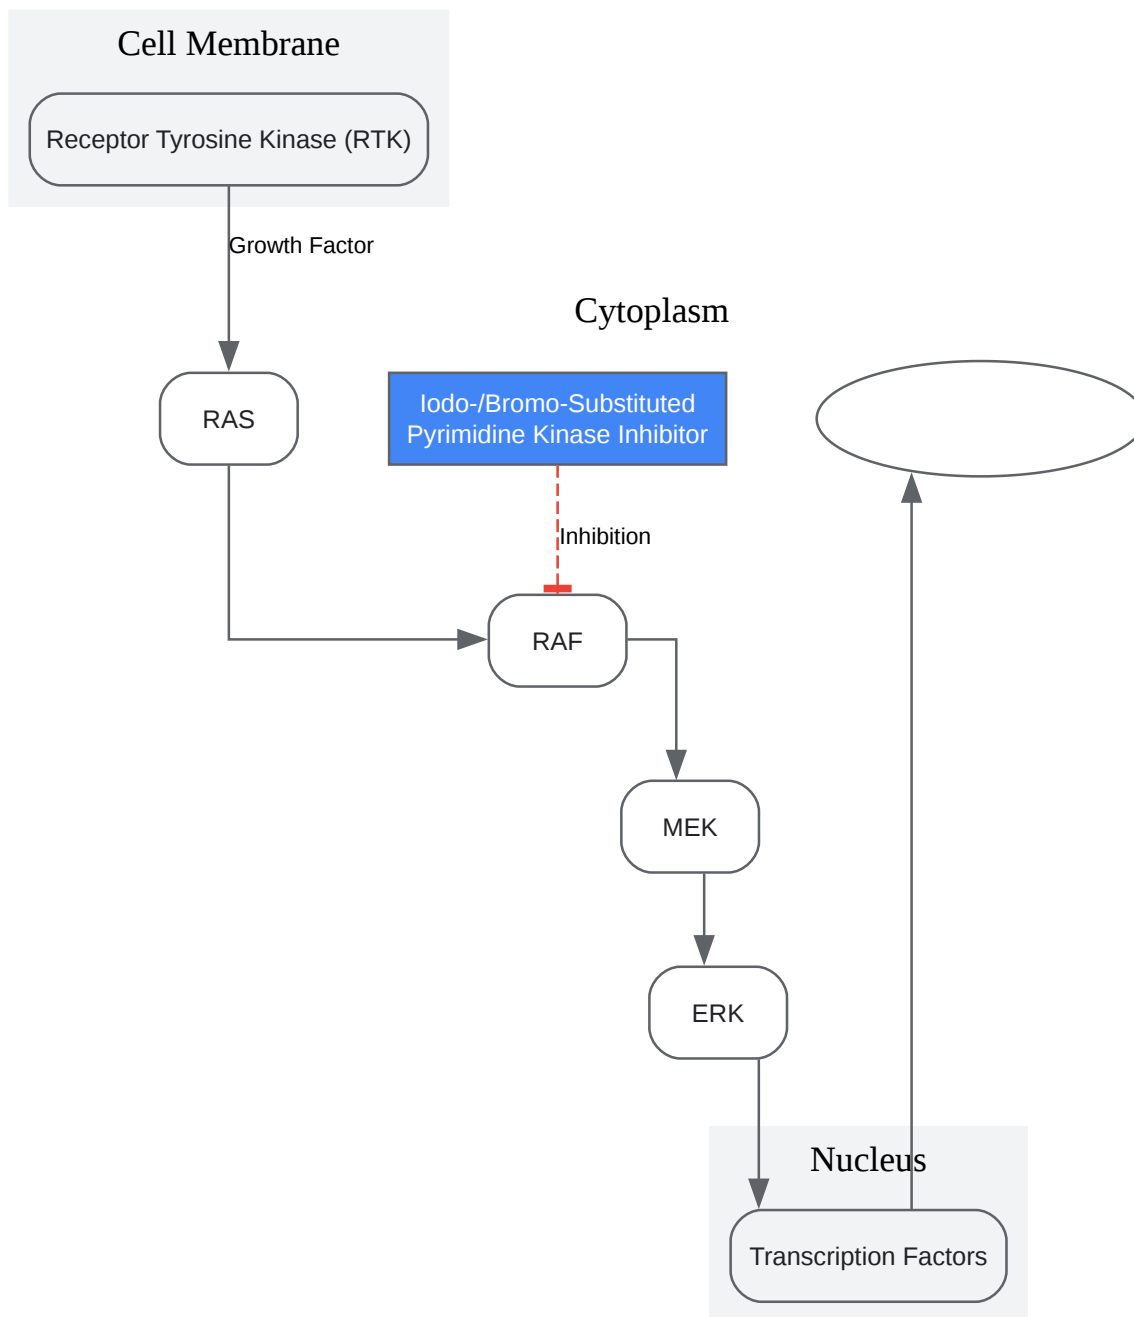 Cell Membrane
Receptor Tyrosine Kinase (RTK)
Growth Factor
Cytoplasm
RAS
Iodo-/Bromo-Substituted
Pyrimidine Kinase Inhibitor
Inhibition
RAF
MEK
ERK
Nucleus
Transcription Factors